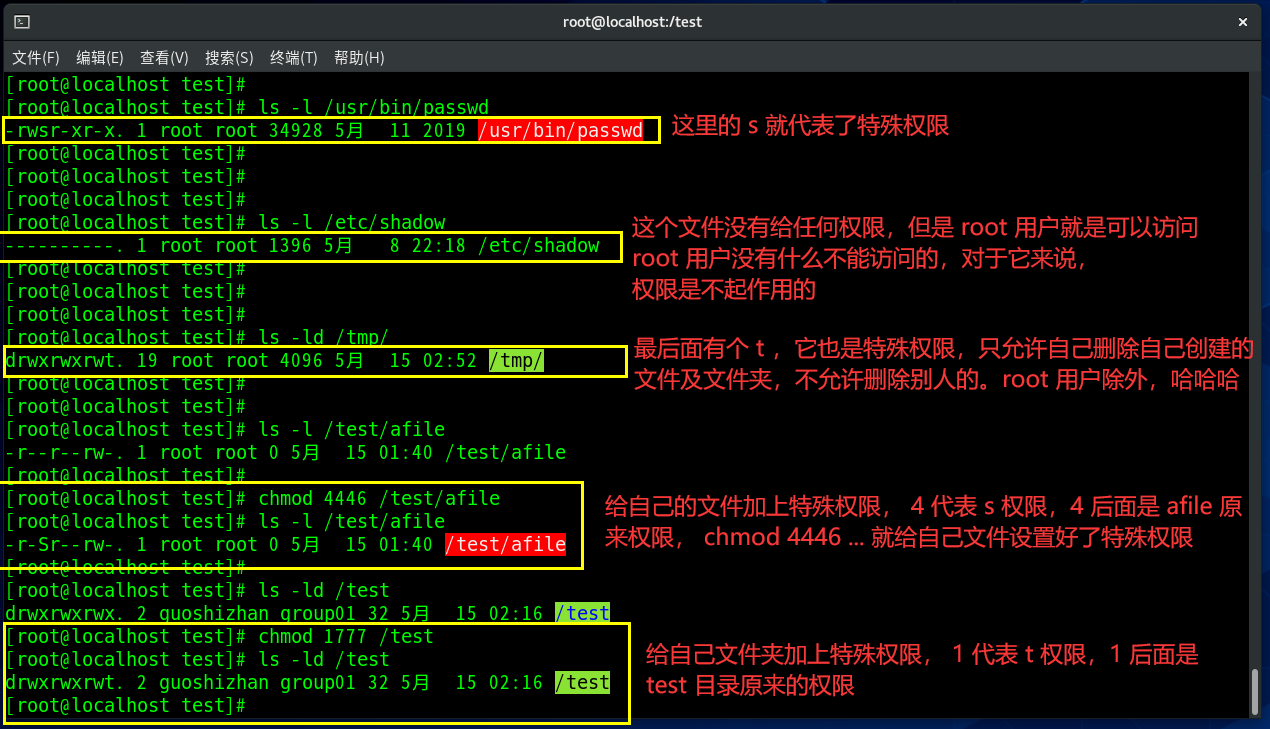 root@localhost:/test
文件(F) 编辑(E) 查看(V) 搜索(S) 终端(T) 帮助(H)
[root@localhost test]#
[root@localhost test]# ls -l /usr/bin/passwd
-rwsr-xr-x. 1 root root 34928 5月  11 2019 /usr/bin/passwd
这里的 s 就代表了特殊权限
[root@localhost test]#
[root@localhost test]#
[root@localhost test]#
[root@localhost test]# ls -l /etc/shadow
----------. 1 root root 1396 5月   8 22:18 /etc/shadow
这个文件没有给任何权限，但是 root 用户就是可以访问
root 用户没有什么不能访问的，对于它来说，
权限是不起作用的
[root@localhost test]#
[root@localhost test]#
[root@localhost test]#
[root@localhost test]# ls -ld /tmp/
drwxrwxrwt. 19 root root 4096 5月  15 02:52 /tmp/
最后面有个 t ，它也是特殊权限，只允许自己删除自己创建的
文件及文件夹，不允许删除别人的。root 用户除外，哈哈哈
[root@localhost test]#
[root@localhost test]#
[root@localhost test]# ls -l /test/afile
-r--r--rw-. 1 root root 0 5月  15 01:40 /test/afile
[root@localhost test]#
[root@localhost test]# chmod 4446 /test/afile
[root@localhost test]# ls -l /test/afile
-r-Sr--rw-. 1 root root 0 5月  15 01:40 /test/afile
给自己的文件加上特殊权限， 4 代表 s 权限，4 后面是 afile 原
来权限， chmod 4446 ... 就给自己文件设置好了特殊权限
[root@localhost test]#
[root@localhost test]# ls -ld /test
drwxrwxrwx. 2 guoshizhan group01 32 5月  15 02:16 /test
[root@localhost test]# chmod 1777 /test
[root@localhost test]# ls -ld /test
drwxrwxrwt. 2 guoshizhan group01 32 5月  15 02:16 /test
[root@localhost test]#
给自己文件夹加上特殊权限， 1 代表 t 权限，1 后面是
test 目录原来的权限